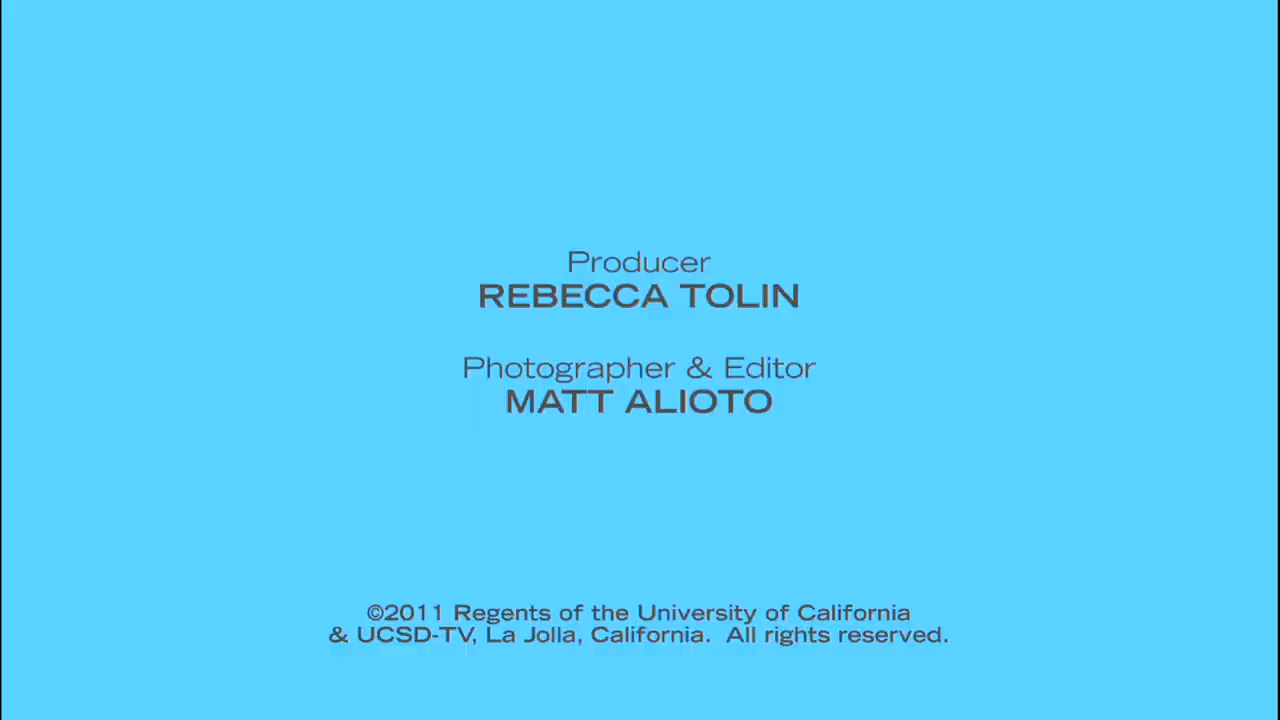 Producer
REBECCA TOLIN
Photographer & Editor
MATT ALIOTO
©2011 Regents of the University of California
& UCSD-TV, La Jolla, California.  All rights reserved.